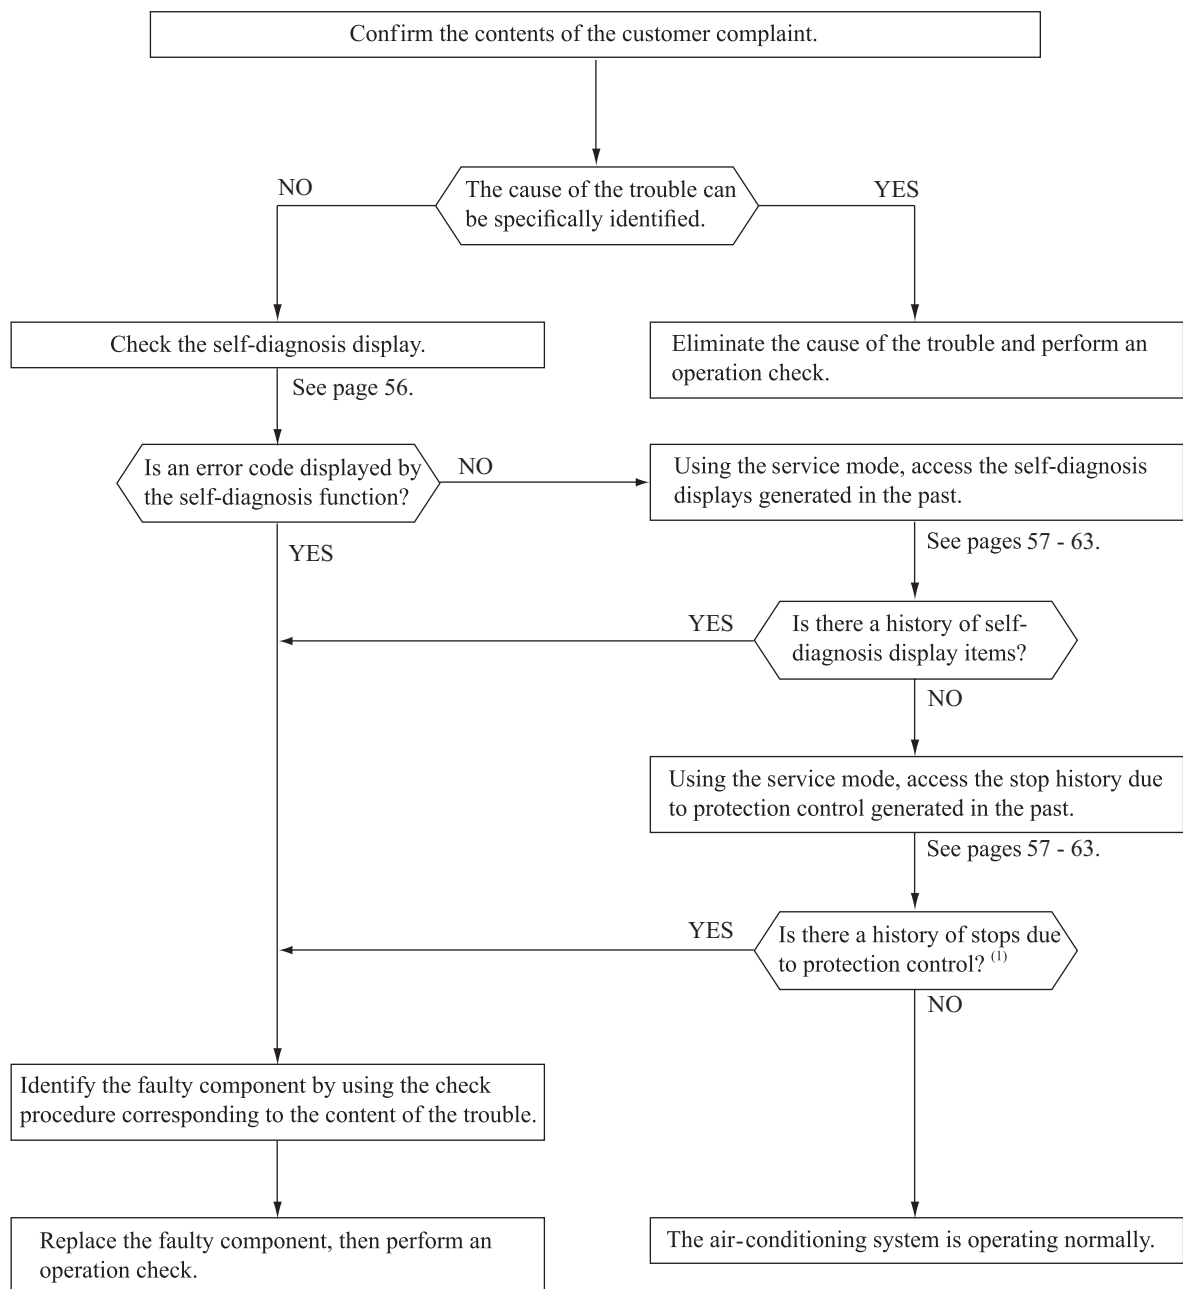 Confirm the contents of the customer complaint.
The cause of the trouble can
be specifically identified.
NO
YES
Check the self-diagnosis display.
See page 56.
Eliminate the cause of the trouble and perform an
operation check.
Is an error code displayed by
the self-diagnosis function?
NO
YES
Using the service mode, access the self-diagnosis
displays generated in the past.
See pages 57 - 63.
Is there a history of self-
diagnosis display items?
YES
NO
Using the service mode, access the stop history due
to protection control generated in the past.
See pages 57 - 63.
Is there a history of stops due
to protection control? (1)
YES
NO
Identify the faulty component by using the check
procedure corresponding to the content of the trouble.
Replace the faulty component, then perform an
operation check.
The air-conditioning system is operating normally.